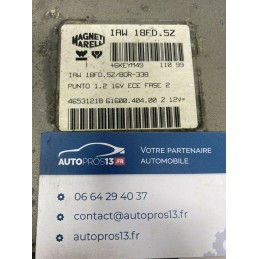 MAGNETI
MARELLI
IAW 18FD.5Z
46KEYM49 110 99
IAW 18FD.5Z/BOR-338
PUNTO 1.2 16V ECE FASE 2
46531218 61600.404.00 Z 12V=
AUTOPROS13.FR
VOTRE PARTENAIRE
AUTOMOBILE
06 64 29 40 37
contact@autopros13.fr
autopros13.fr